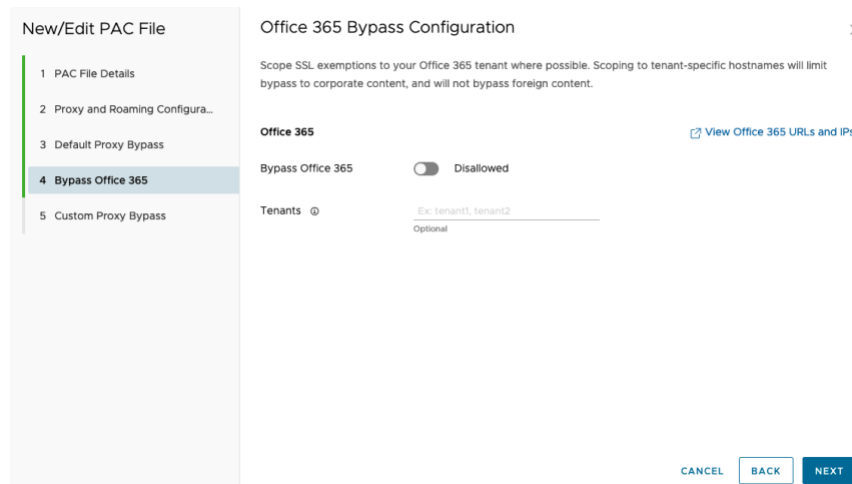 New/Edit PAC File
1 PAC File Details
2 Proxy and Roaming Configura...
3 Default Proxy Bypass
4 Bypass Office 365
5 Custom Proxy Bypass
Office 365 Bypass Configuration
Scope SSL exemptions to your Office 365 tenant where possible. Scoping to tenant-specific hostnames will limit
bypass to corporate content, and will not bypass foreign content.
Office 365
View Office 365 URLs and IPs
Bypass Office 365
Disallowed
Tenants
Ex: tenant1, tenant2
Optional
CANCEL
BACK
NEXT